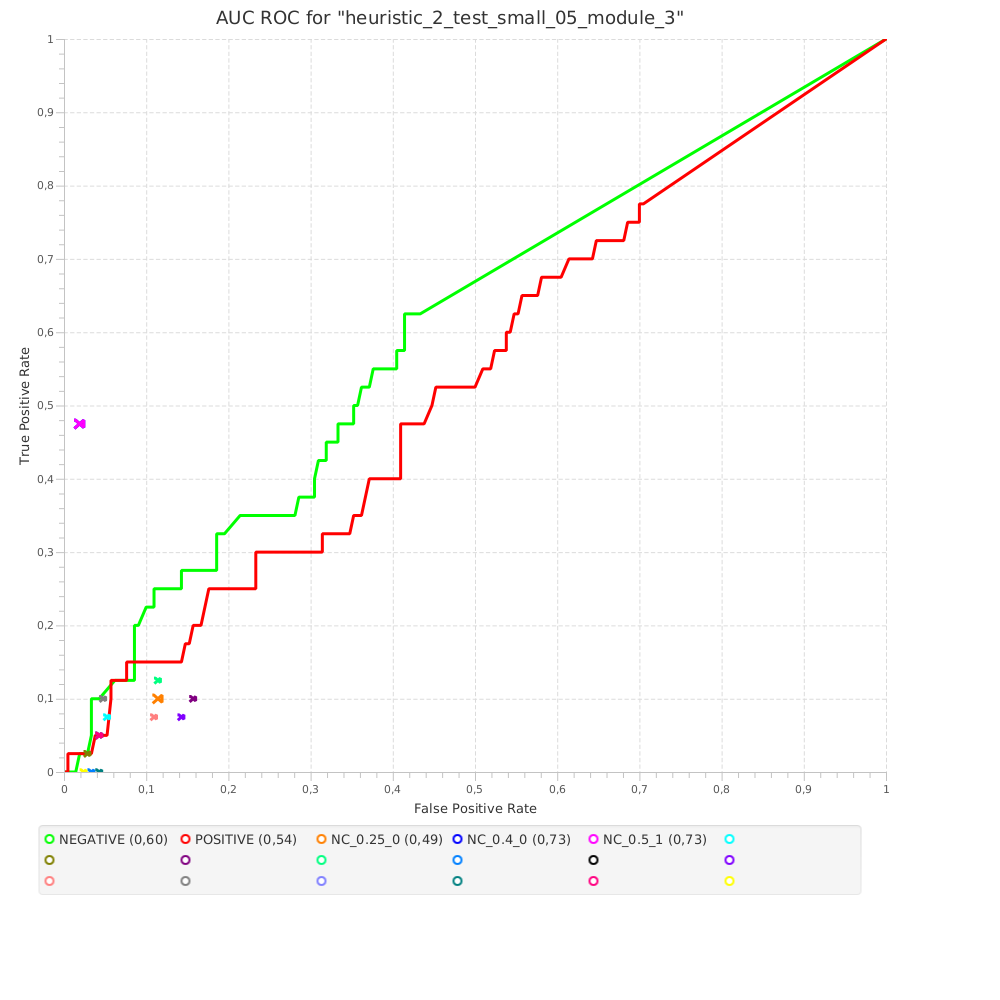 AUC ROC for "heuristic_2_test_small_05_module_3"
1
0,9
0,8
0,7
0,6
0,5
0,4
0,3
0,2
0,1
0
True Positive Rate
0 0,1 0,2 0,3 0,4 0,5 0,6 0,7 0,8 0,9 1
False Positive Rate
NEGATIVE (0,60) POSITIVE (0,54) NC_0.25_0 (0,49) NC_0.4_0 (0,73) NC_0.5_1 (0,73)